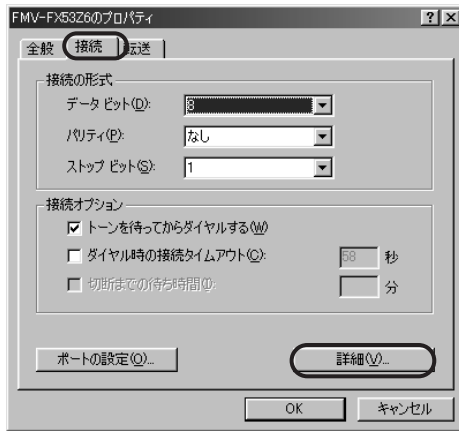 FMV-FX53Z6のプロパティ
全般 接続 転送
接続の形式
データ ビット(D): 8
パリティ(P): なし
ストップ ビット(S): 1
接続オプション
トーンを待ってからダイヤルする(W)
ダイヤル時の接続タイムアウト(C): 58 秒
切断までの待ち時間(I): 分
ポートの設定(O)... 詳細(V)...
OK キャンセル